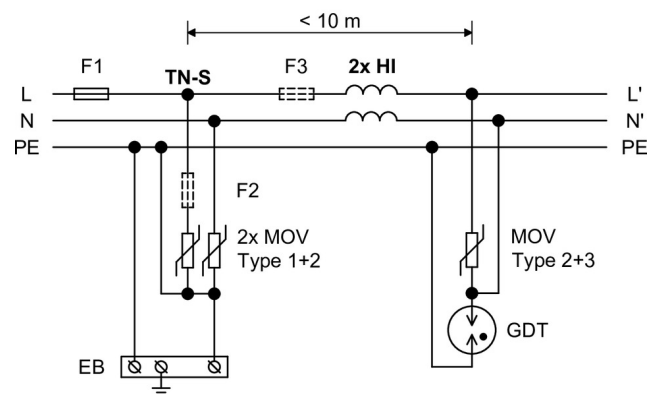 < 10 m
F1
TN-S
F3
2x HI
L
L'
N
N'
PE
PE
F2
2x MOV
Type 1+2
MOV
Type 2+3
GDT
EB